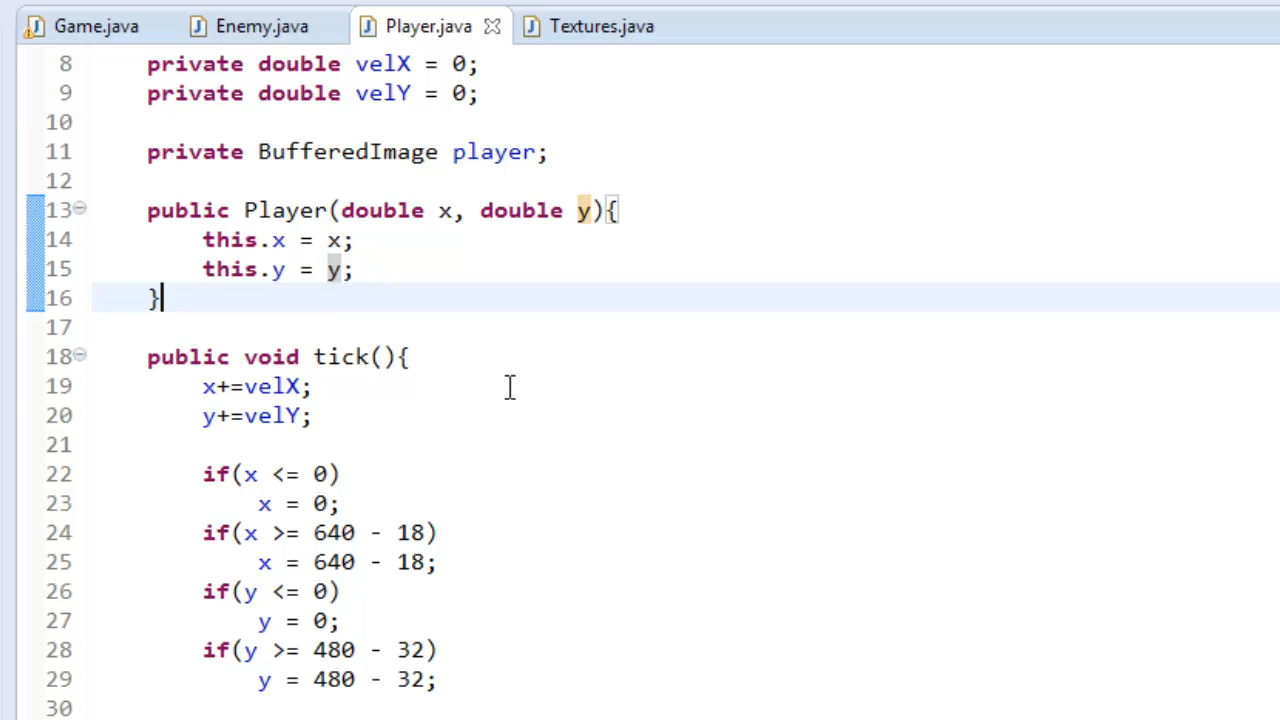 Game.java Enemy.java Player.java Textures.java
8 private double velX = 0;
9 private double velY = 0;
10
11 private BufferedImage player;
12
13 public Player(double x, double y){
14 this.x = x;
15 this.y = y;
16 }
17
18 public void tick(){
19 x+=velX;
20 y+=velY;
21
22 if(x <= 0)
23 x = 0;
24 if(x >= 640 - 18)
25 x = 640 - 18;
26 if(y <= 0)
27 y = 0;
28 if(y >= 480 - 32)
29 y = 480 - 32;
30